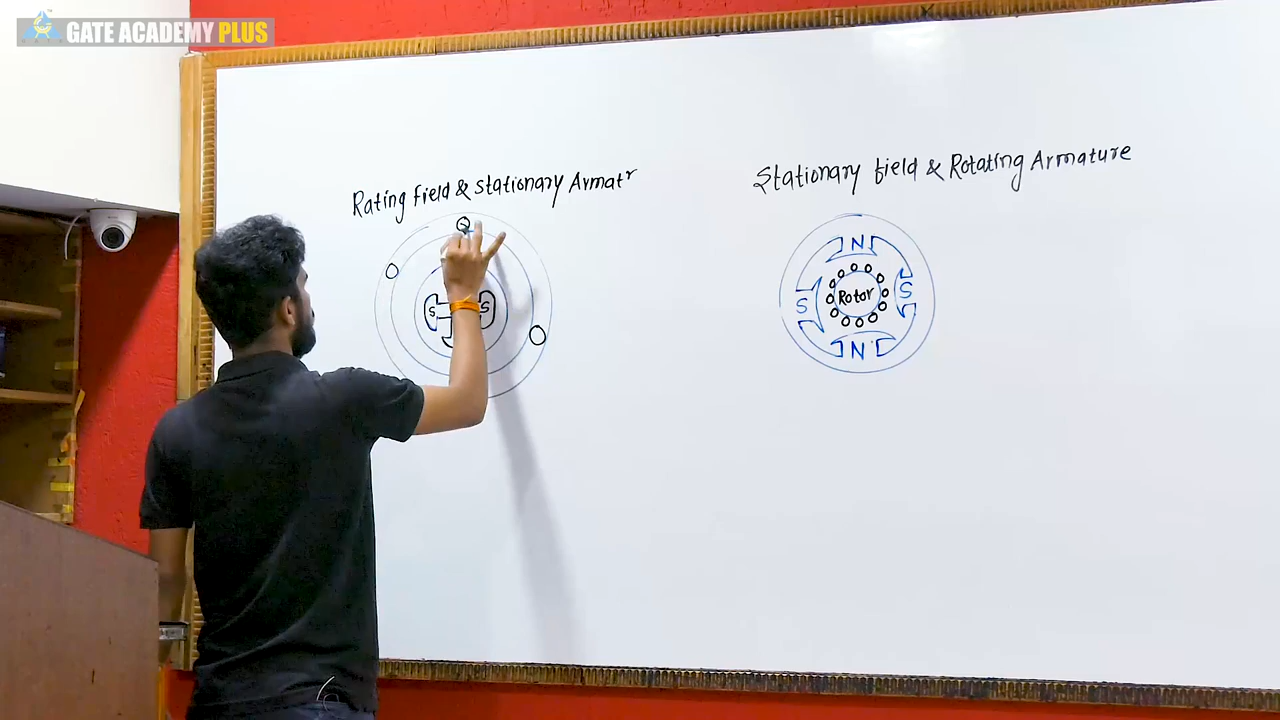 GATE ACADEMY PLUS
Rating field & stationary Armatr
Stationary field & Rotating Armature
Q
S S
N
S Rotor S
N